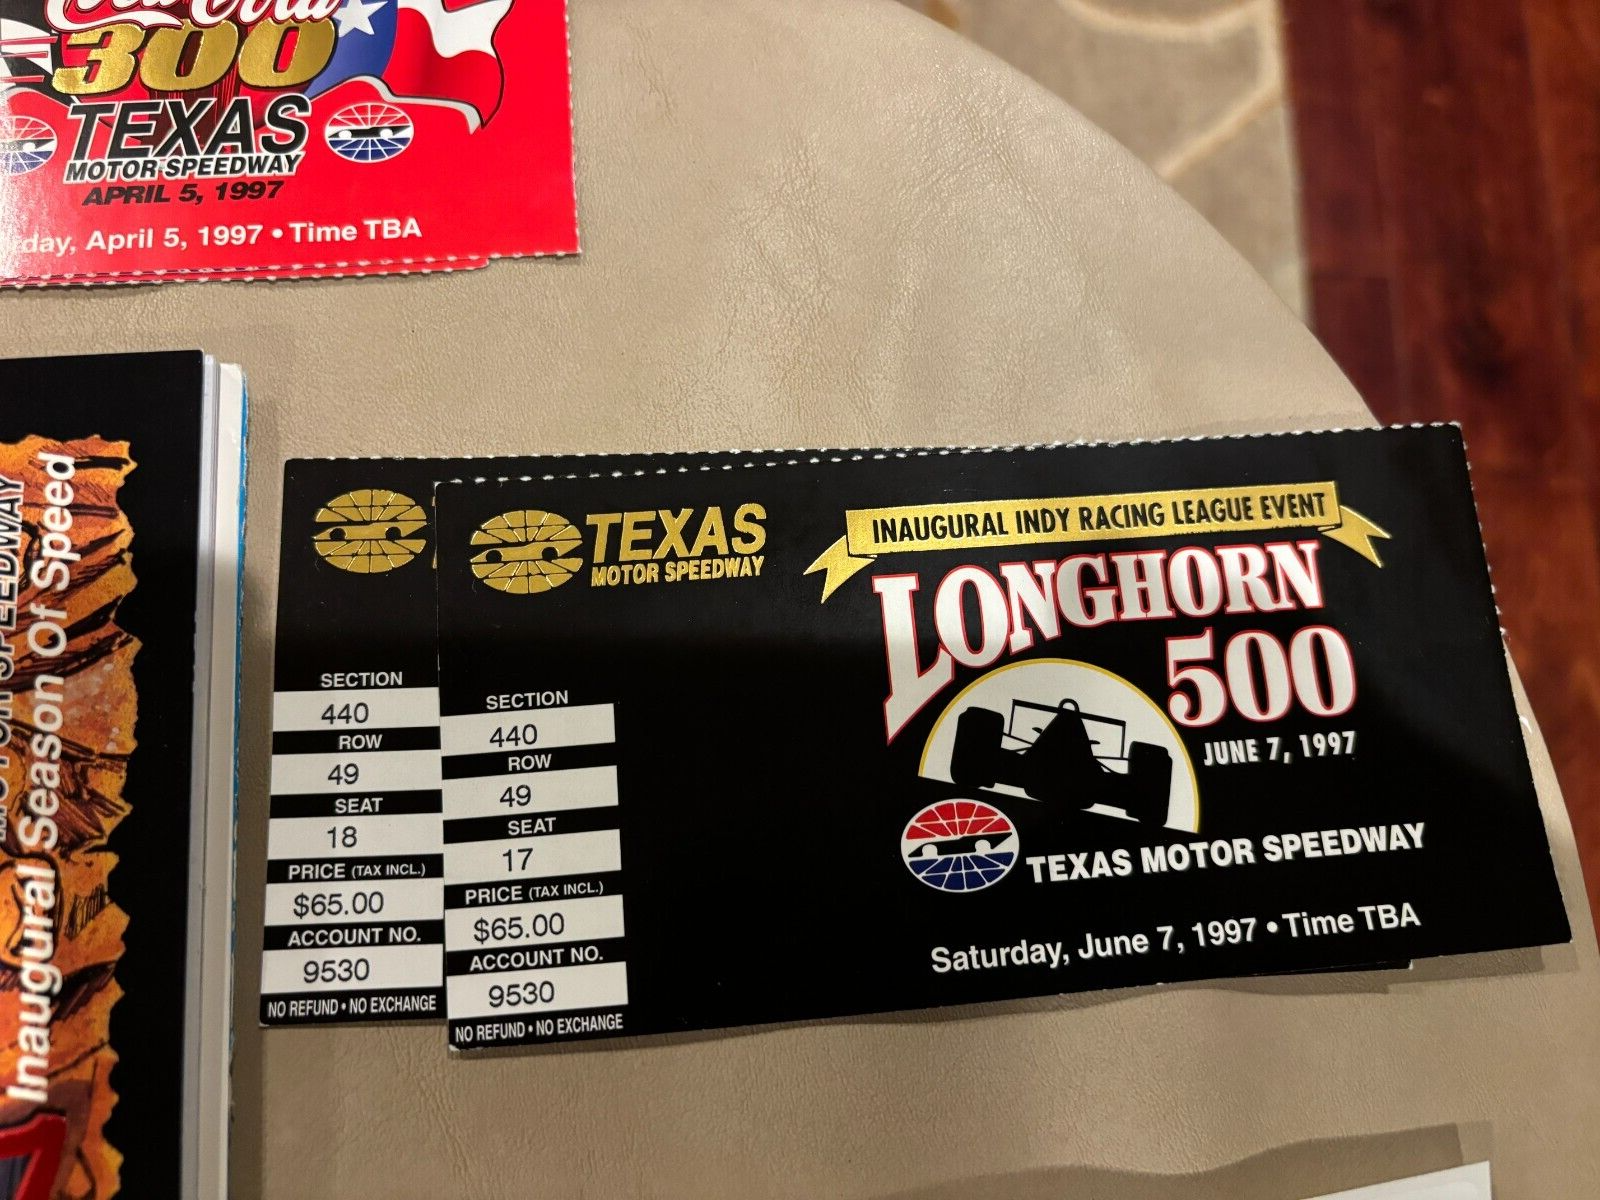 300
TEXAS
MOTOR SPEEDWAY
APRIL 5, 1997
April 5, 1997 • Time TBA
SPEEDWAY
Inaugural Season of Speed
SECTION
440
ROW
49
SEAT
18
PRICE (TAX INCL.)
$65.00
ACCOUNT NO.
9530
NO REFUND • NO EXCHANGE
TEXAS
MOTOR SPEEDWAY
SECTION
440
ROW
49
SEAT
17
PRICE (TAX INCL.)
$65.00
ACCOUNT NO.
9530
NO REFUND • NO EXCHANGE
INAUGURAL INDY RACING LEAGUE EVENT
LONGHORN
500
JUNE 7, 1997
TEXAS MOTOR SPEEDWAY
Saturday, June 7, 1997 • Time TBA